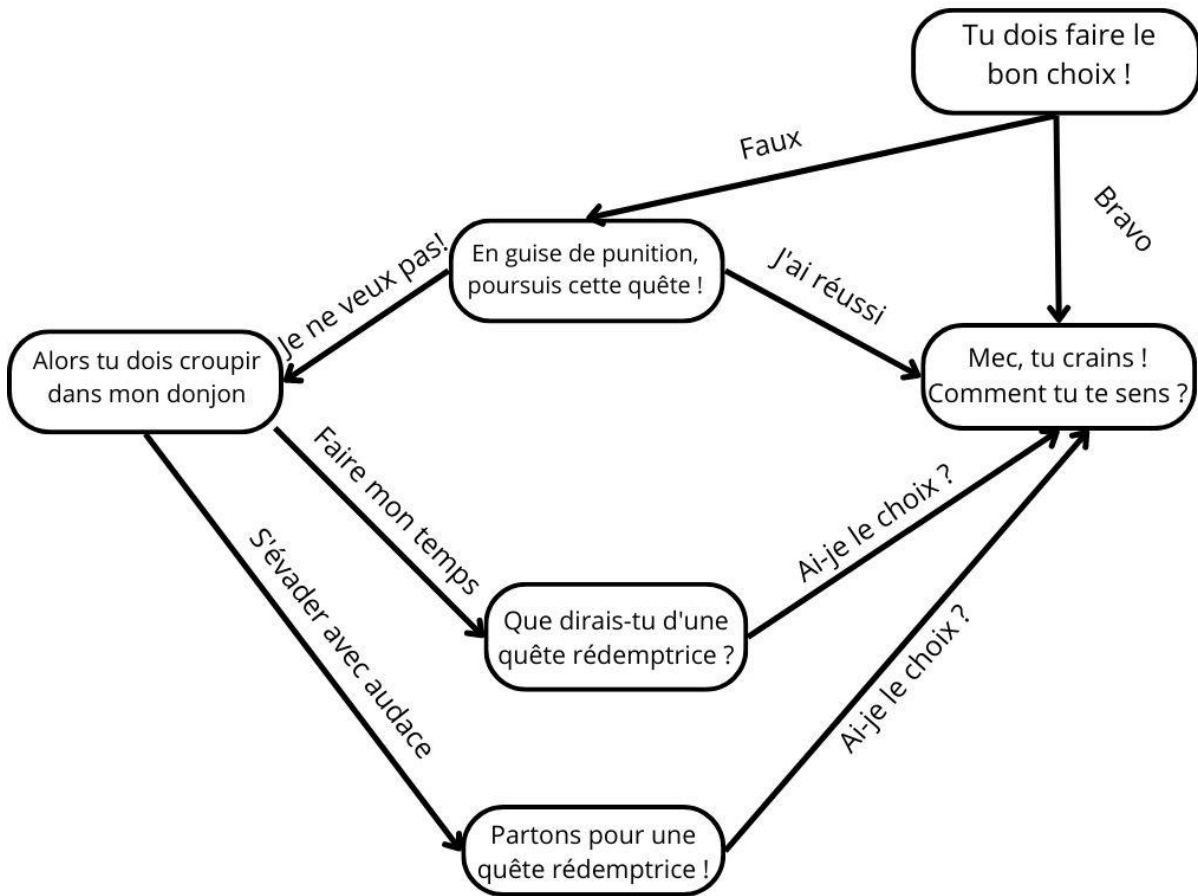 Tu dois faire le
bon choix !
Faux
Bravo
En guise de punition,
poursuis cette quête !
Je ne veux pas!
J'ai réussi
Alors tu dois croupir
dans mon donjon
Mec, tu crains !
Comment tu te sens ?
Faire mon temps
S'évader avec audace
Que dirais-tu d'une
quête rédemptrice ?
Ai-je le choix ?
Partons pour une
quête rédemptrice !
Ai-je le choix ?